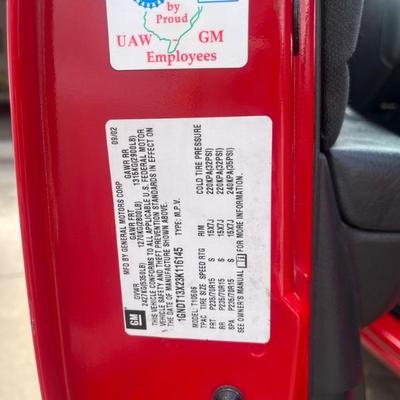 by
Proud
UAW - GM
Employees
MFD BY GENERAL MOTORS CORP 09/02
GVWR GAWR FRT GAWR RR
2427KG(5350LB) 1270KG(2800LB) 1315KG(2900LB)
THIS VEHICLE CONFORMS TO ALL APPLICABLE U.S. FEDERAL MOTOR
VEHICLE SAFETY AND THEFT PREVENTION STANDARDS IN EFFECT ON
THE DATE OF MANUFACTURE SHOWN ABOVE.
1GNDT13X23K116145 TYPE: M.P.V.
GM
MODEL: T10506
TPAC TIRE SIZE SPEED RTG RIM COLD TIRE PRESSURE
FRT P235/70R15 S 15X7J 220KPA(32PSI)
RR P235/70R15 S 15X7J 220KPA(32PSI)
SPA P235/70R15 S 15X7J 240KPA(35PSI)
SEE OWNER'S MANUAL FOR MORE INFORMATION.